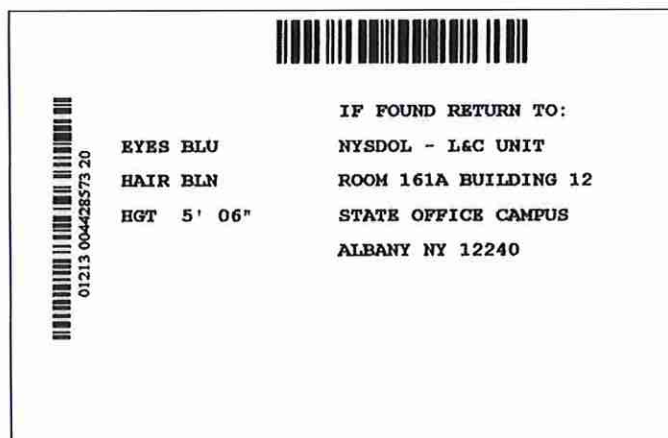 01213 004428573 20
EYES BLU
HAIR BLN
HGT 5' 06"
IF FOUND RETURN TO:
NYSDOL - L&C UNIT
ROOM 161A BUILDING 12
STATE OFFICE CAMPUS
ALBANY NY 12240